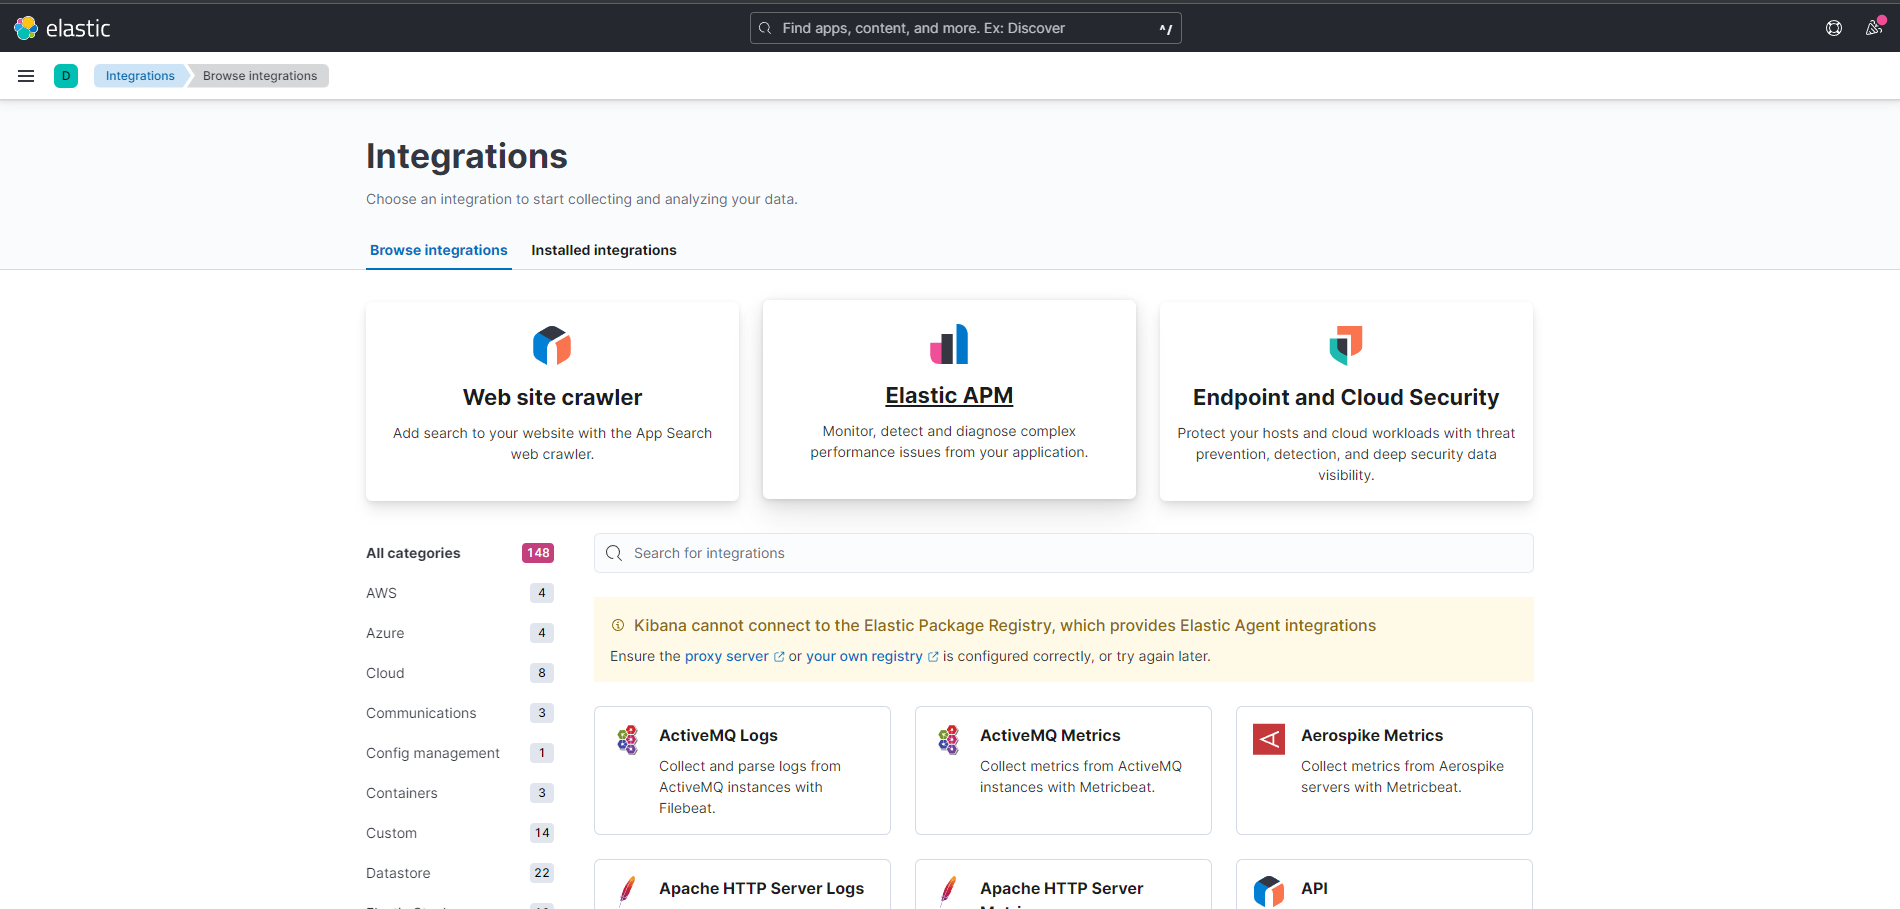 elastic
Find apps, content, and more. Ex: Discover
^/
D
Integrations
Browse integrations
Integrations
Choose an integration to start collecting and analyzing your data.
Browse integrations
Installed integrations
Web site crawler
Add search to your website with the App Search
web crawler.
Elastic APM
Monitor, detect and diagnose complex
performance issues from your application.
Endpoint and Cloud Security
Protect your hosts and cloud workloads with threat
prevention, detection, and deep security data
visibility.
All categories 148
AWS 4
Azure 4
Cloud 8
Communications 3
Config management 1
Containers 3
Custom 14
Datastore 22
Search for integrations
Kibana cannot connect to the Elastic Package Registry, which provides Elastic Agent integrations
Ensure the proxy server or your own registry is configured correctly, or try again later.
ActiveMQ Logs
Collect and parse logs from
ActiveMQ instances with
Filebeat.
ActiveMQ Metrics
Collect metrics from ActiveMQ
instances with Metricbeat.
Aerospike Metrics
Collect metrics from Aerospike
servers with Metricbeat.
Apache HTTP Server Logs
Apache HTTP Server
API